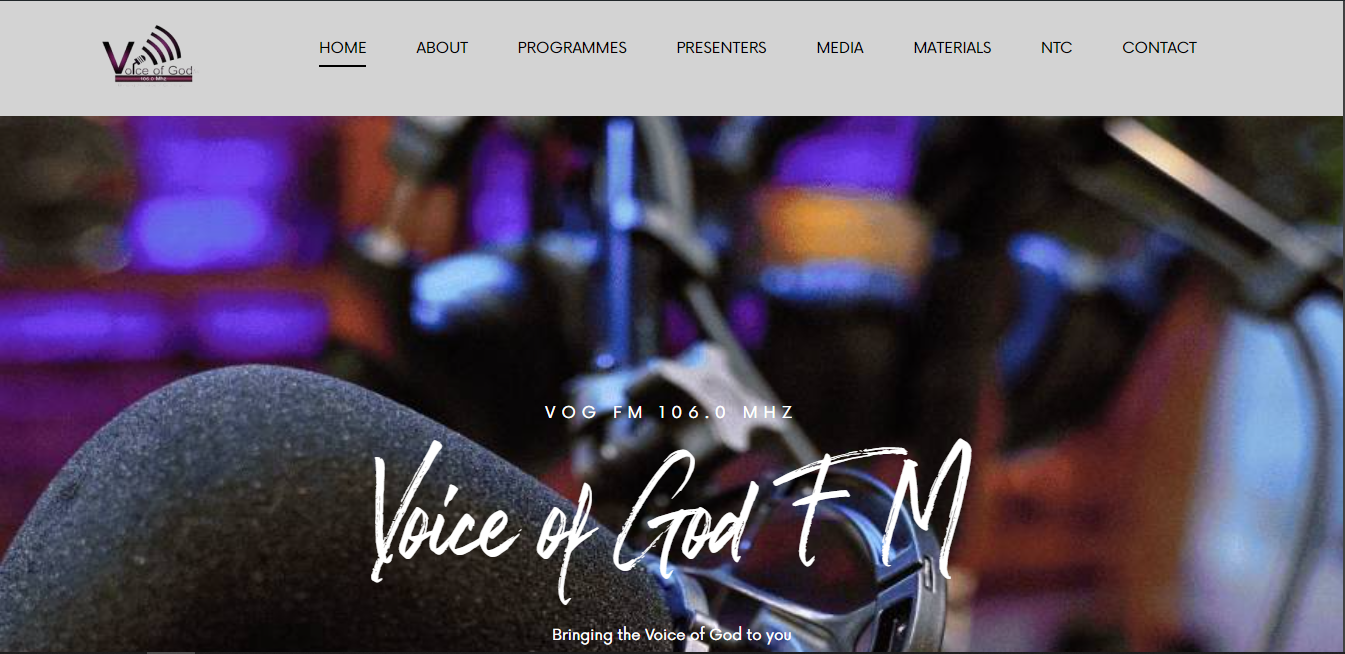 Voice of God
106.0 Mhz
HOME ABOUT PROGRAMMES PRESENTERS MEDIA MATERIALS NTC CONTACT
VOG FM 106.0 MHZ
Voice of God FM
Bringing the Voice of God to you